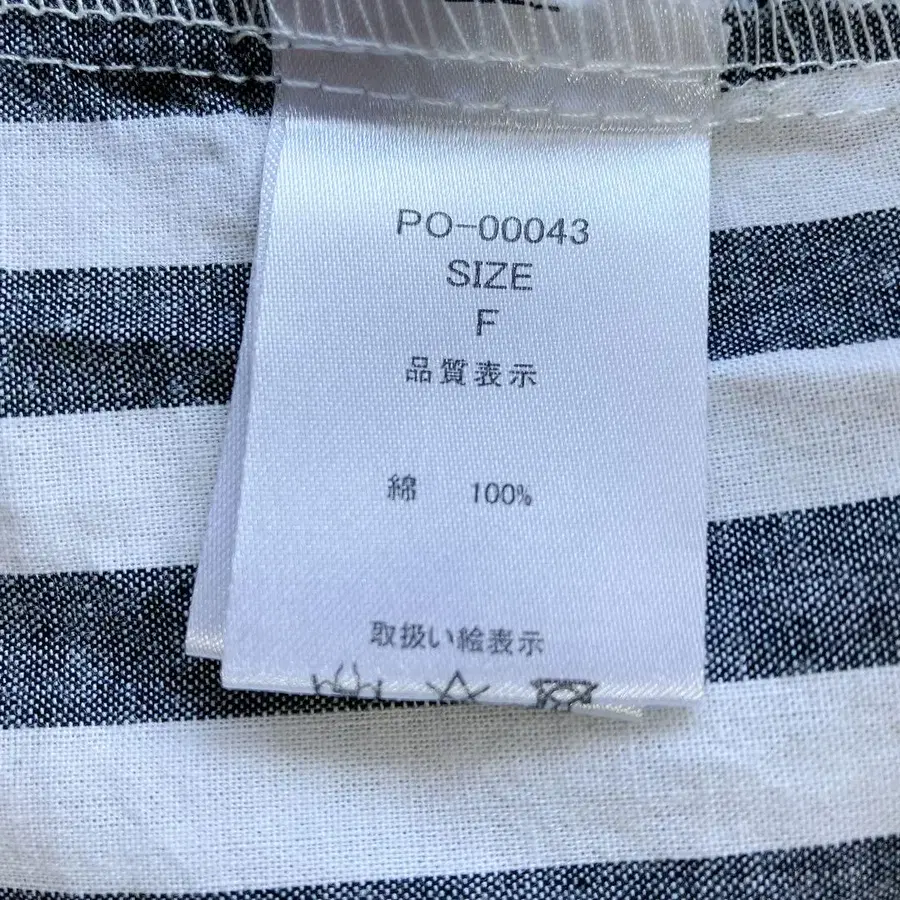 PO-00043
SIZE
F
品質表示
綿 100%
取扱い絵表示